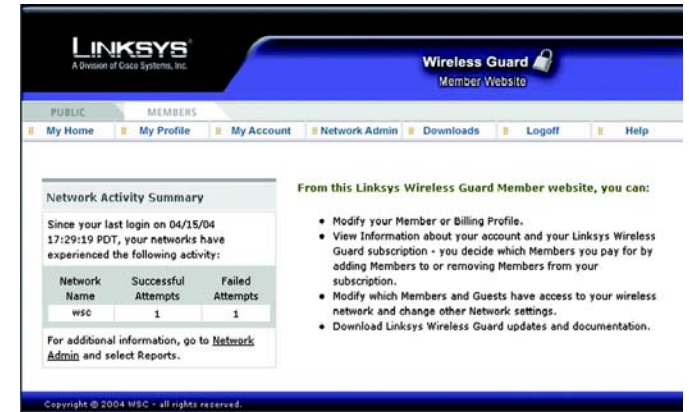 LINKSYS®
A Division of Cisco Systems, Inc.
Wireless Guard
Member Website
PUBLIC MEMBERS
My Home My Profile My Account Network Admin Downloads Logoff Help
Network Activity Summary
Since your last login on 04/15/04
17:29:19 PDT, your networks have
experienced the following activity:
Network Name Successful Attempts Failed Attempts
wsc 1 1
For additional information, go to Network
Admin and select Reports.
From this Linksys Wireless Guard Member website, you can:
• Modify your Member or Billing Profile.
• View Information about your account and your Linksys Wireless
Guard subscription - you decide which Members you pay for by
adding Members to or removing Members from your
subscription.
• Modify which Members and Guests have access to your wireless
network and change other Network settings.
• Download Linksys Wireless Guard updates and documentation.
Copyright © 2004 WSC - all rights reserved.